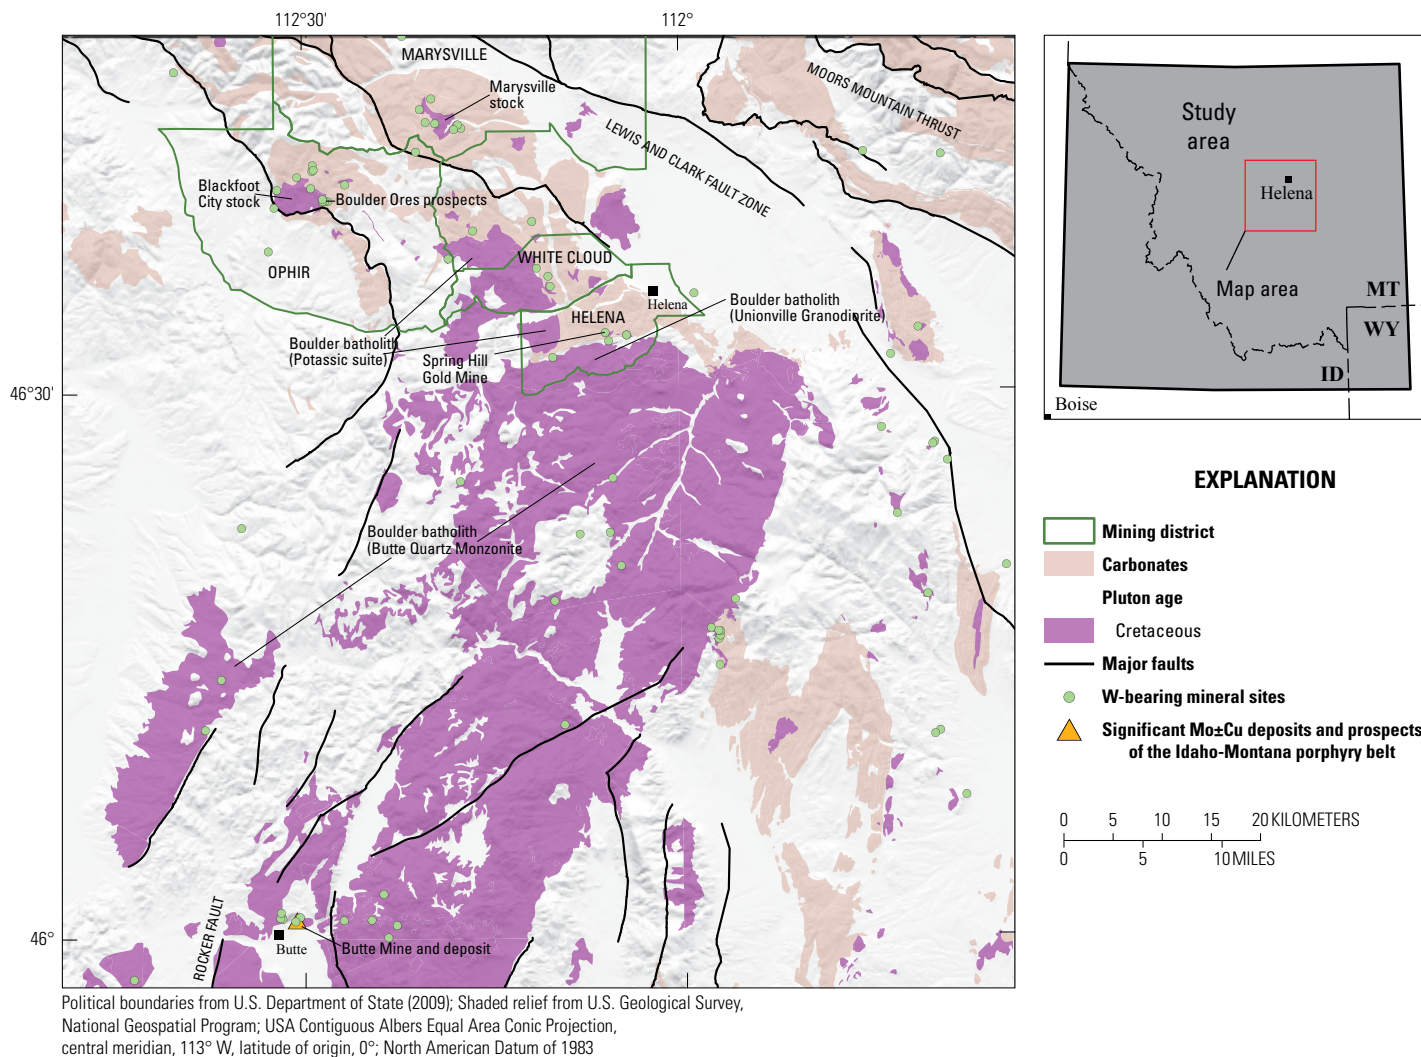 112°30'
112°
MARYSVILLE
Marysville
stock
MOORS MOUNTAIN THRUST
LEWIS AND CLARK FAULT ZONE
Blackfoot
City stock
Boulder Ores prospects
OPHIR
WHITE CLOUD
Helena
HELENA
Boulder batholith
(Unionville Granodiorite)
Boulder batholith
(Potassic suite)
Spring Hill
Gold Mine
46°30'
Boulder batholith
(Butte Quartz Monzonite
46°
ROCKER FAULT
Butte
Butte Mine and deposit
Political boundaries from U.S. Department of State (2009); Shaded relief from U.S. Geological Survey,
National Geospatial Program; USA Contiguous Albers Equal Area Conic Projection,
central meridian, 113° W, latitude of origin, 0°; North American Datum of 1983
Study
area
Helena
Map area
MT
WY
ID
Boise
EXPLANATION
Mining district
Carbonates
Pluton age
Cretaceous
Major faults
W-bearing mineral sites
Significant Mo±Cu deposits and prospects
of the Idaho-Montana porphyry belt
0 5 10 15 20 KILOMETERS
0 5 10 MILES